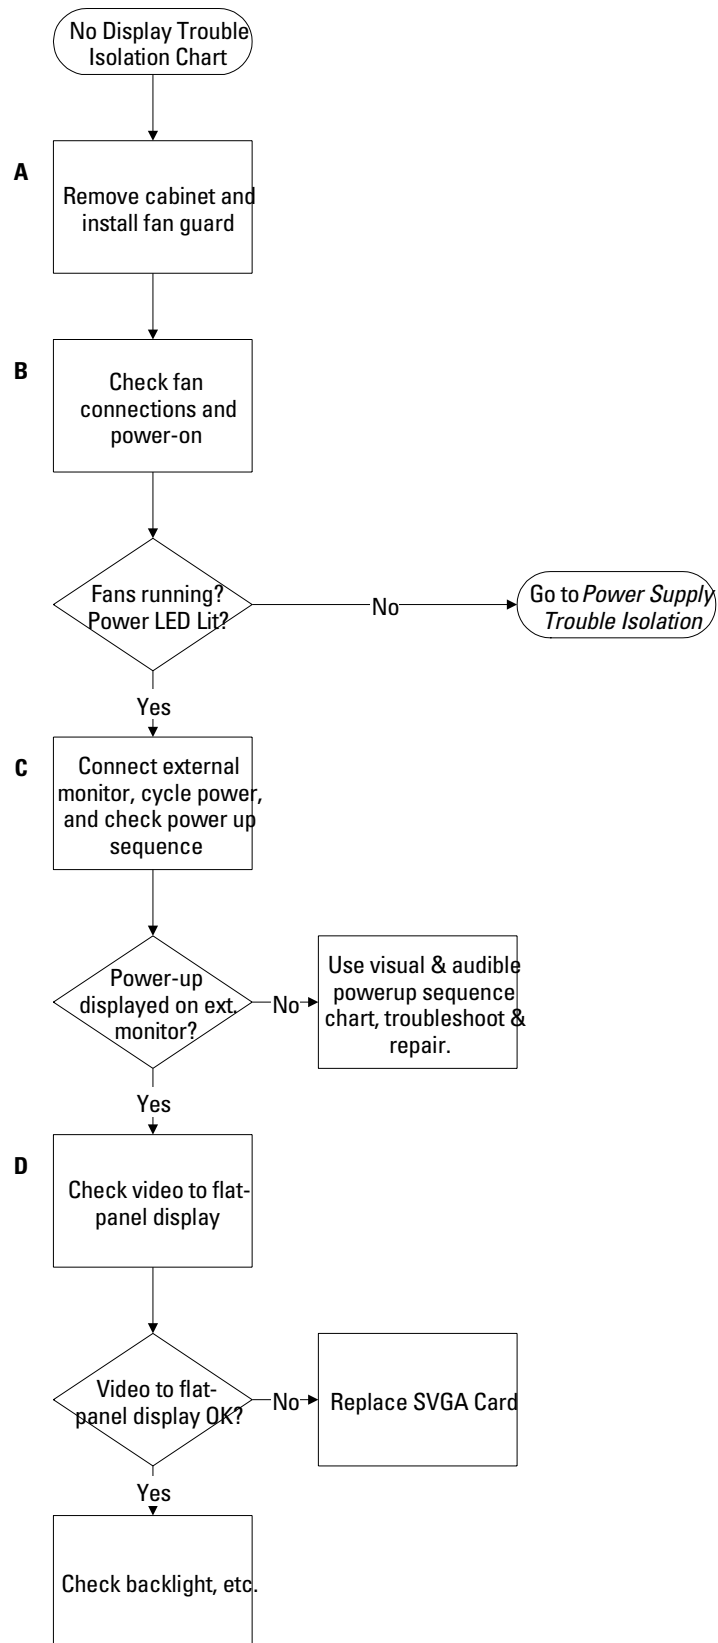 No Display Trouble
Isolation Chart
A
Remove cabinet and
install fan guard
B
Check fan
connections and
power-on
Fans running?
Power LED Lit?
No
Go to Power Supply
Trouble Isolation
Yes
C
Connect external
monitor, cycle power,
and check power up
sequence
Power-up
displayed on ext.
monitor?
No
Use visual & audible
powerup sequence
chart, troubleshoot &
repair.
Yes
D
Check video to flat-
panel display
Video to flat-
panel display OK?
No
Replace SVGA Card
Yes
Check backlight, etc.